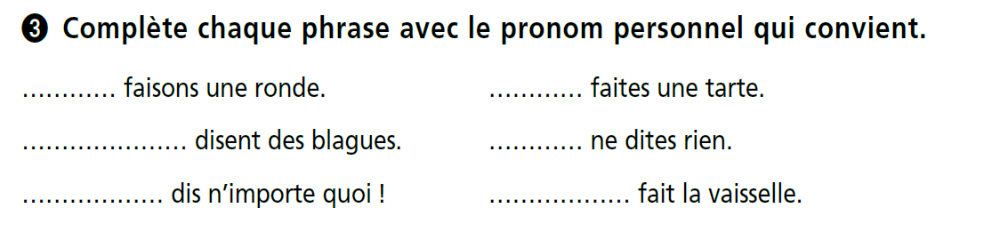 3 Complète chaque phrase avec le pronom personnel qui convient.
............ faisons une ronde.
............ faites une tarte.
..................... disent des blagues.
............ ne dites rien.
.................. dis n'importe quoi !
.................. fait la vaisselle.